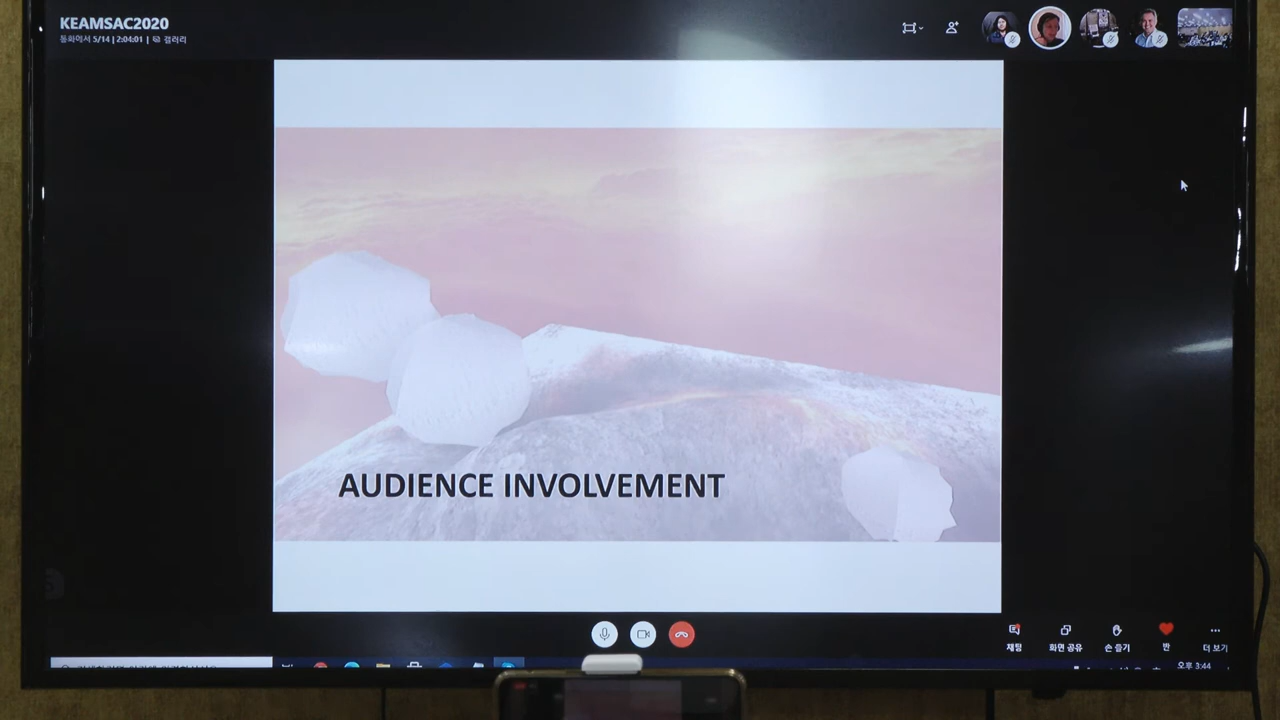 KEAMSAC2020
통화에서 5/14 | 2:04:01 | 갤러리
AUDIENCE INVOLVEMENT
채팅
화면 공유
손 들기
반
더 보기
오후 3:44